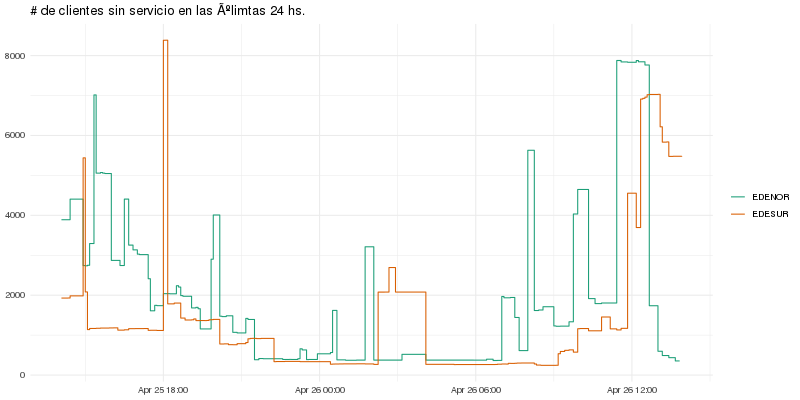 # de clientes sin servicio en las Ãºlimtas 24 hs.
8000
6000
4000
2000
0
Apr 25 18:00
Apr 26 00:00
Apr 26 06:00
Apr 26 12:00
EDENOR
EDESUR